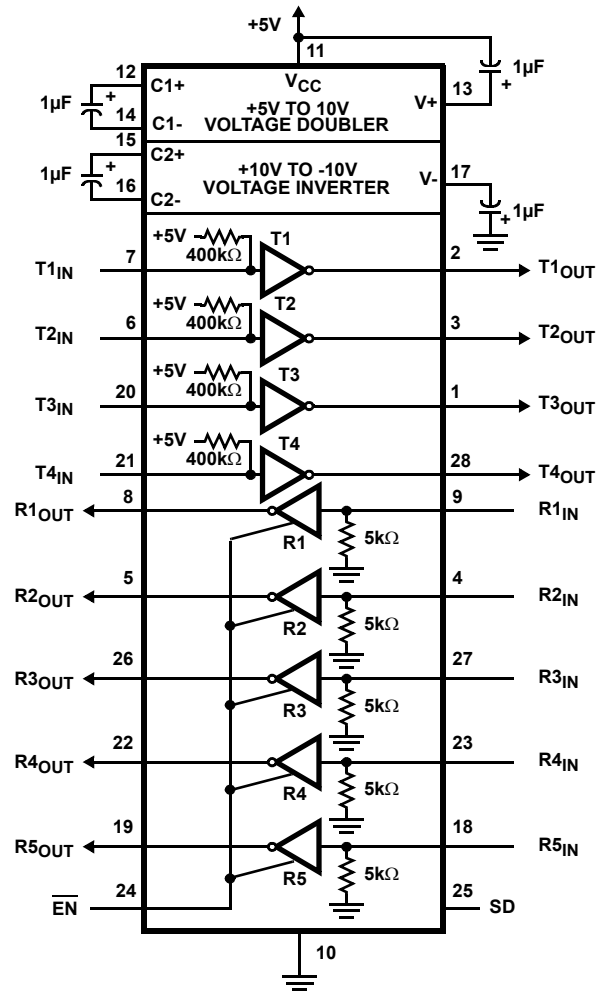 +5V
11
1µF
+
12
C1+
1µF
+
14
C1-
VCC
+5V TO 10V
VOLTAGE DOUBLER
V+
13
15
C2+
1µF
+
16
C2-
+10V TO -10V
VOLTAGE INVERTER
V-
17
+
1µF
T1IN
7
+5V
400kΩ
T1
2
T1OUT
T2IN
6
+5V
400kΩ
T2
3
T2OUT
T3IN
20
+5V
400kΩ
T3
1
T3OUT
T4IN
21
+5V
400kΩ
T4
28
T4OUT
R1OUT
8
R1
5kΩ
9
R1IN
R2OUT
5
R2
5kΩ
4
R2IN
R3OUT
26
R3
5kΩ
27
R3IN
R4OUT
22
R4
5kΩ
23
R4IN
R5OUT
19
R5
5kΩ
18
R5IN
E̅N̅
24
25
SD
10